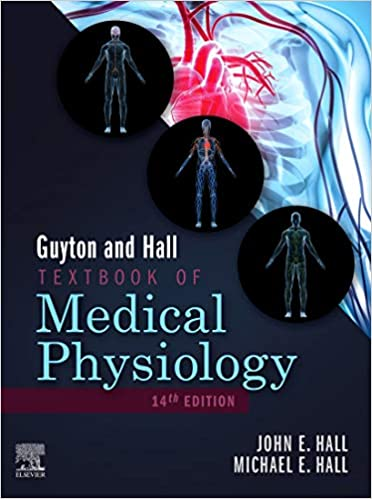 Guyton and Hall
TEXTBOOK OF
Medical
Physiology
14th EDITION
JOHN E. HALL
MICHAEL E. HALL
ELSEVIER